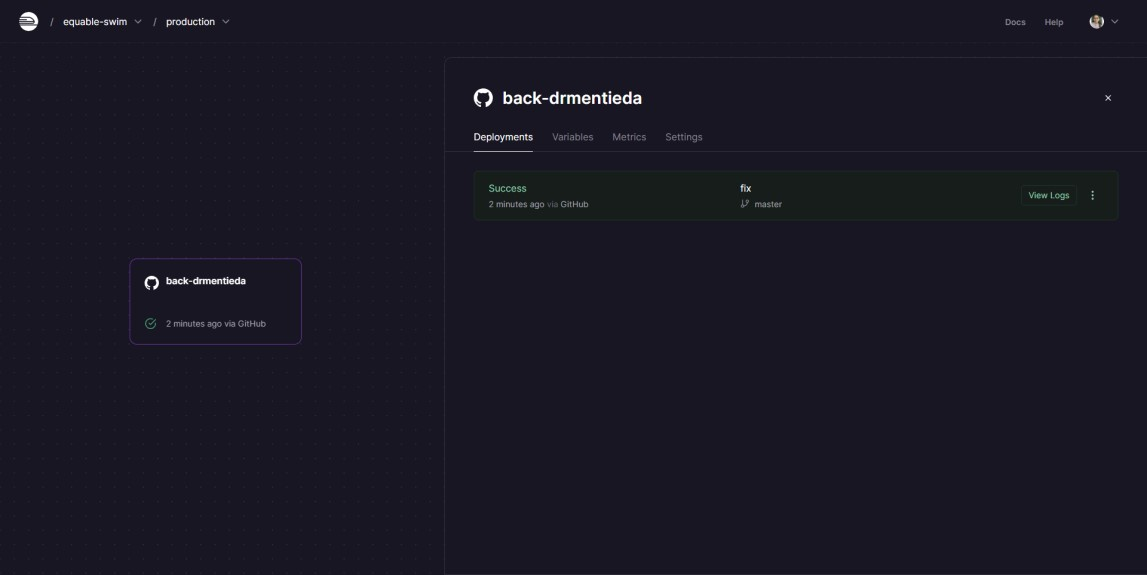 / equable-swim / production Docs Help
back-drmentieda
Deployments Variables Metrics Settings
Success fix View Logs
2 minutes ago via GitHub master
back-drmentieda
2 minutes ago via GitHub